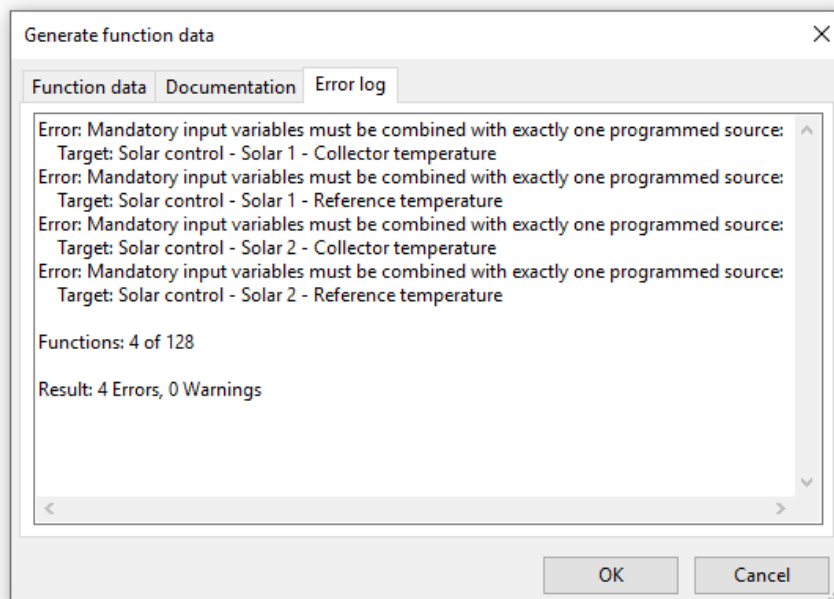 Generate function data
Function data Documentation Error log
Error: Mandatory input variables must be combined with exactly one programmed source:
Target: Solar control - Solar 1 - Collector temperature
Error: Mandatory input variables must be combined with exactly one programmed source:
Target: Solar control - Solar 1 - Reference temperature
Error: Mandatory input variables must be combined with exactly one programmed source:
Target: Solar control - Solar 2 - Collector temperature
Error: Mandatory input variables must be combined with exactly one programmed source:
Target: Solar control - Solar 2 - Reference temperature
Functions: 4 of 128
Result: 4 Errors, 0 Warnings
OK Cancel